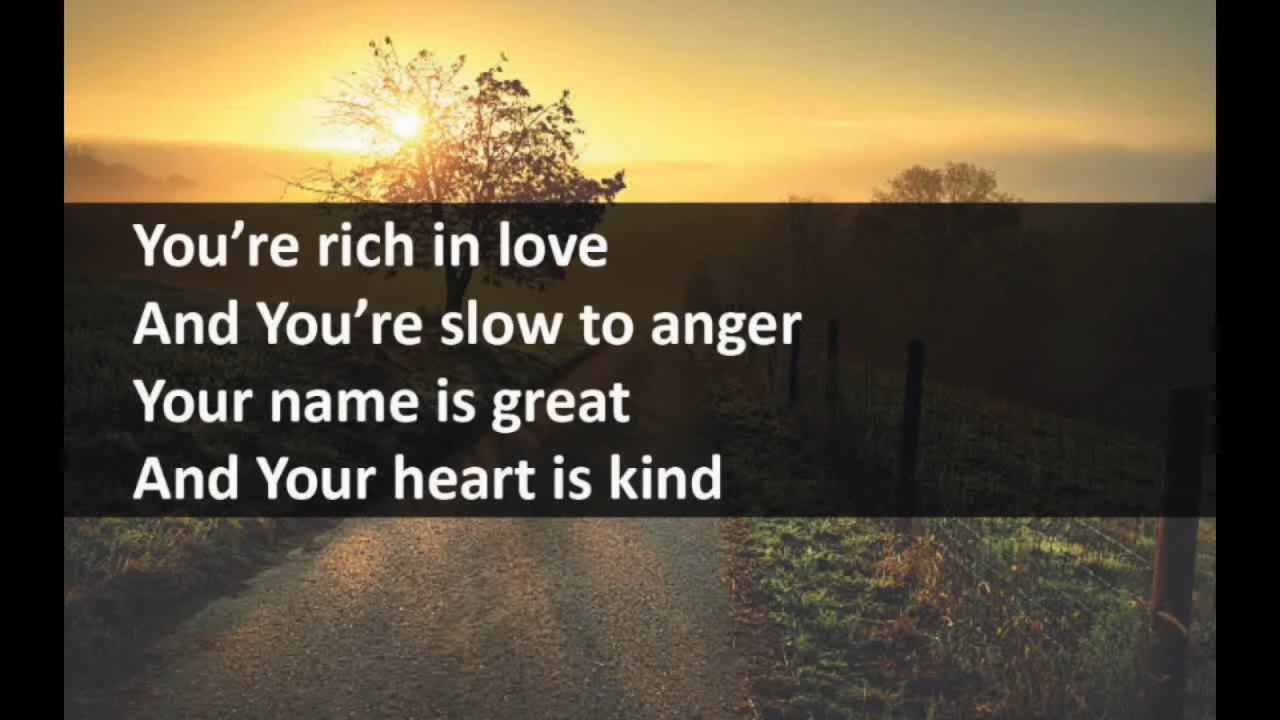 You’re rich in love
And You’re slow to anger
Your name is great
And Your heart is kind